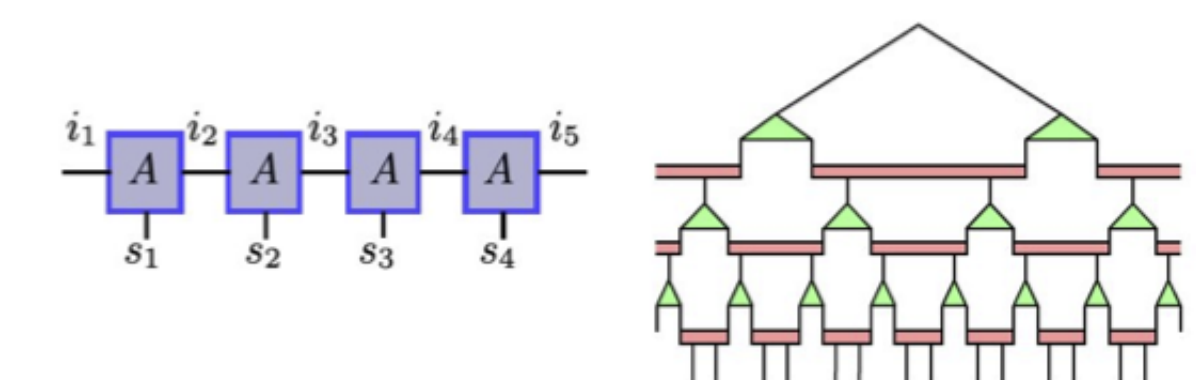 i₁ i₂ i₃ i₄ i₅
A A A A
s₁ s₂ s₃ s₄